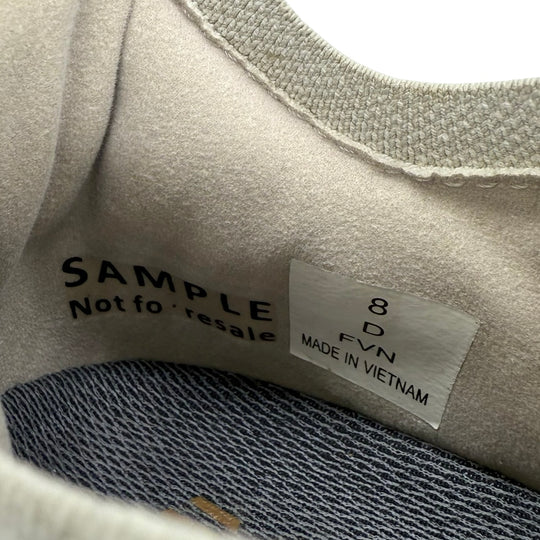 SAMPLE
Not fo · resale
8
D
FVN
MADE IN VIETNAM